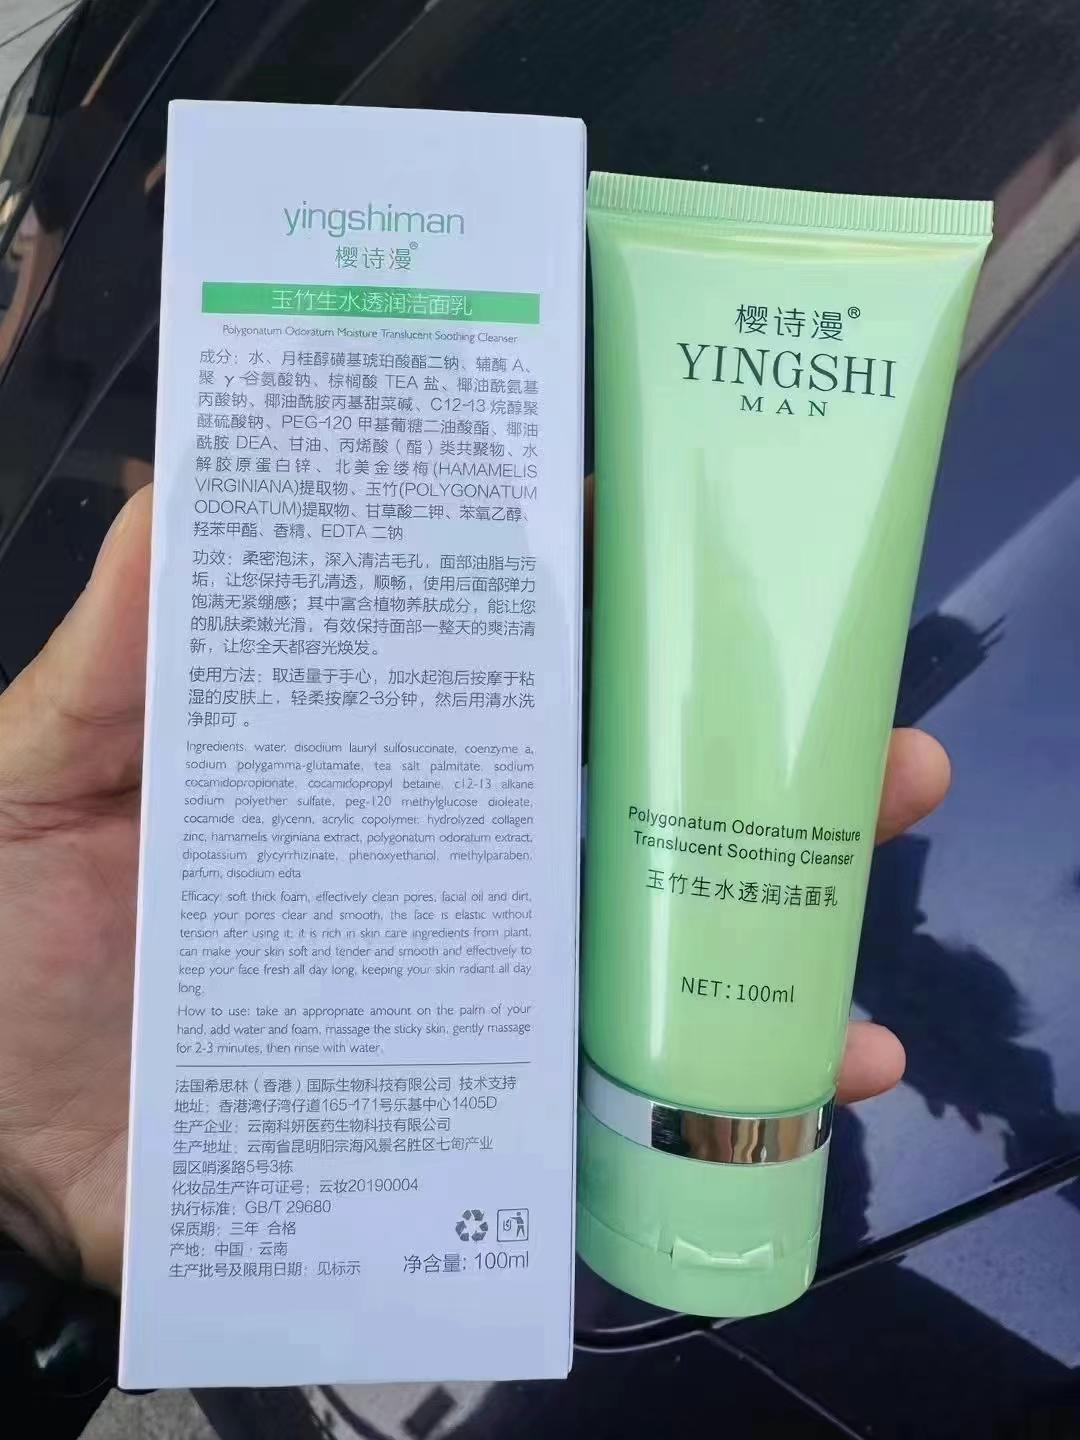 yingshiman
樱诗漫®
玉竹生水透润洁面乳
Polygonatum Odoratum Moisture Translucent Soothing Cleanser
成分：水、月桂醇磺基琥珀酸酯二钠、辅酶 A、
聚 γ-谷氨酸钠、棕榈酸 TEA 盐、椰油酰氨基
丙酸钠、椰油酰胺丙基甜菜碱、C12-13 烷醇聚
醚硫酸钠、PEG-120 甲基葡糖二油酸酯、椰油
酰胺 DEA、甘油、丙烯酸（酯）类共聚物、水
解胶原蛋白锌、北美金缕梅(HAMAMELIS
VIRGINIANA)提取物、玉竹(POLYGONATUM
ODORATUM)提取物、甘草酸二钾、苯氧乙醇、
羟苯甲酯、香精、EDTA 二钠
功效：柔密泡沫，深入清洁毛孔，面部油脂与污
垢，让您保持毛孔清透，顺畅，使用后面部弹力
饱满无紧绷感；其中富含植物养肤成分，能让您
的肌肤柔嫩光滑，有效保持面部一整天的爽洁清
新，让您全天都容光焕发。
使用方法：取适量于手心，加水起泡后按摩于粘
湿的皮肤上，轻柔按摩2-3分钟，然后用清水洗
净即可 。
Ingredients: water, disodium lauryl sulfosuccinate, coenzyme a,
sodium polygamma-glutamate, tea salt palmitate, sodium
cocamidopropionate, cocamidopropyl betaine, c12-13 alkane
sodium polyether sulfate, peg-120 methylglucose dioleate,
cocamide dea, glycerin, acrylic copolymer, hydrolyzed collagen
zinc, hamamelis virginiana extract, polygonatum odoratum extract,
dipotassium glycyrrhizinate, phenoxyethanol, methylparaben,
parfum, disodium edta
Efficacy: soft thick foam, effectively clean pores, facial oil and dirt,
keep your pores clear and smooth, the face is elastic without
tension after using it; it is rich in skin care ingredients from plant,
can make your skin soft and tender and smooth and effectively to
keep your face fresh all day long, keeping your skin radiant all day
long.
How to use: take an appropriate amount on the palm of your
hand, add water and foam, massage the sticky skin, gently massage
for 2-3 minutes, then rinse with water.
法国希思林（香港）国际生物科技有限公司 技术支持
地址：香港湾仔湾仔道165-171号乐基中心1405D
生产企业：云南科妍医药生物科技有限公司
生产地址：云南省昆明阳宗海风景名胜区七甸产业
园区哨溪路5号3栋
化妆品生产许可证号：云妆20190004
执行标准：GB/T 29680
保质期：三年 合格
产地：中国·云南
生产批号及限用日期：见标示
净含量：100ml
樱诗漫®
YINGSHI
MAN
Polygonatum Odoratum Moisture
Translucent Soothing Cleanser
玉竹生水透润洁面乳
NET：100ml